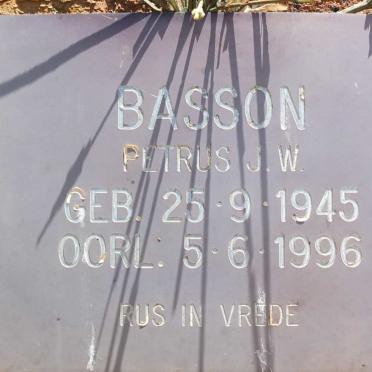 BASSON
PETRUS J.W.
GEB. 25·9·1945
OORL. 5·6·1996
RUS IN VREDE